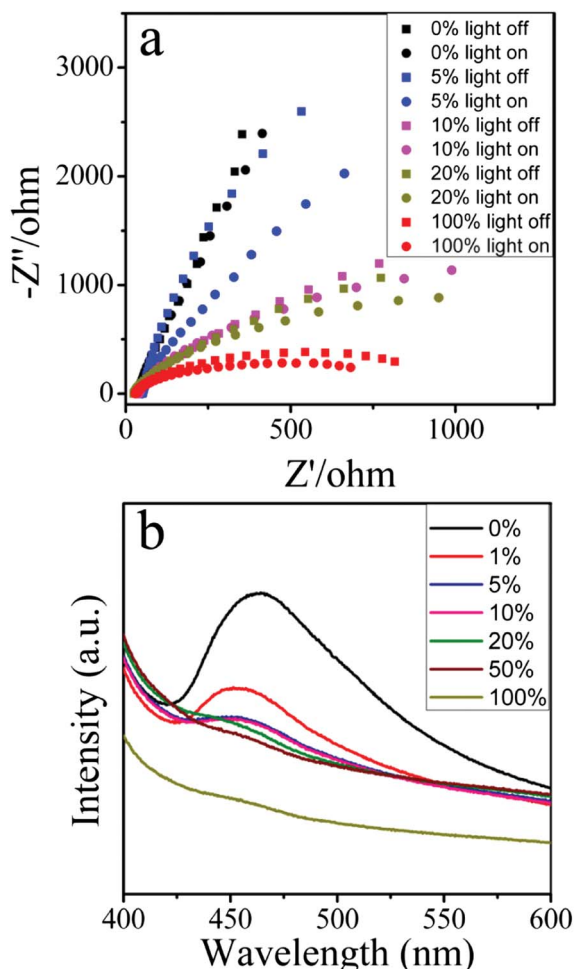 a
3000
2000
1000
0
-Z"/ohm
0% light off
0% light on
5% light off
5% light on
10% light off
10% light on
20% light off
20% light on
100% light off
100% light on
0 500 1000
Z'/ohm
b
Intensity (a.u.)
0%
1%
5%
10%
20%
50%
100%
400 450 500 550 600
Wavelength (nm)